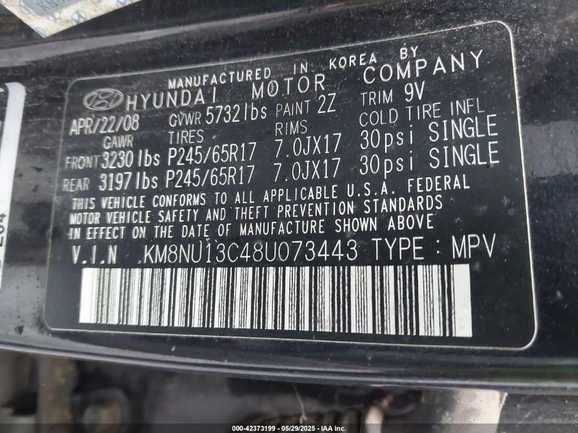 MANUFACTURED IN KOREA BY
HYUNDAI MOTOR COMPANY
APR/22/08 GVWR 5732lbs PAINT 2Z TRIM 9V
GAWR TIRES RIMS COLD TIRE INFL
FRONT 3230lbs P245/65R17 7.0JX17 30psi SINGLE
REAR 3197lbs P245/65R17 7.0JX17 30psi SINGLE
THIS VEHICLE CONFORMS TO ALL APPLICABLE U.S.A. FEDERAL
MOTOR VEHICLE SAFETY AND THEFT PREVENTION STANDARDS
IN EFFECT ON THE DATE OF MANUFACTURE SHOWN ABOVE.
V.I.N : KM8NU13C48U073443 TYPE : MPV
000-42373199 - 05/29/2025 - IAA Inc.